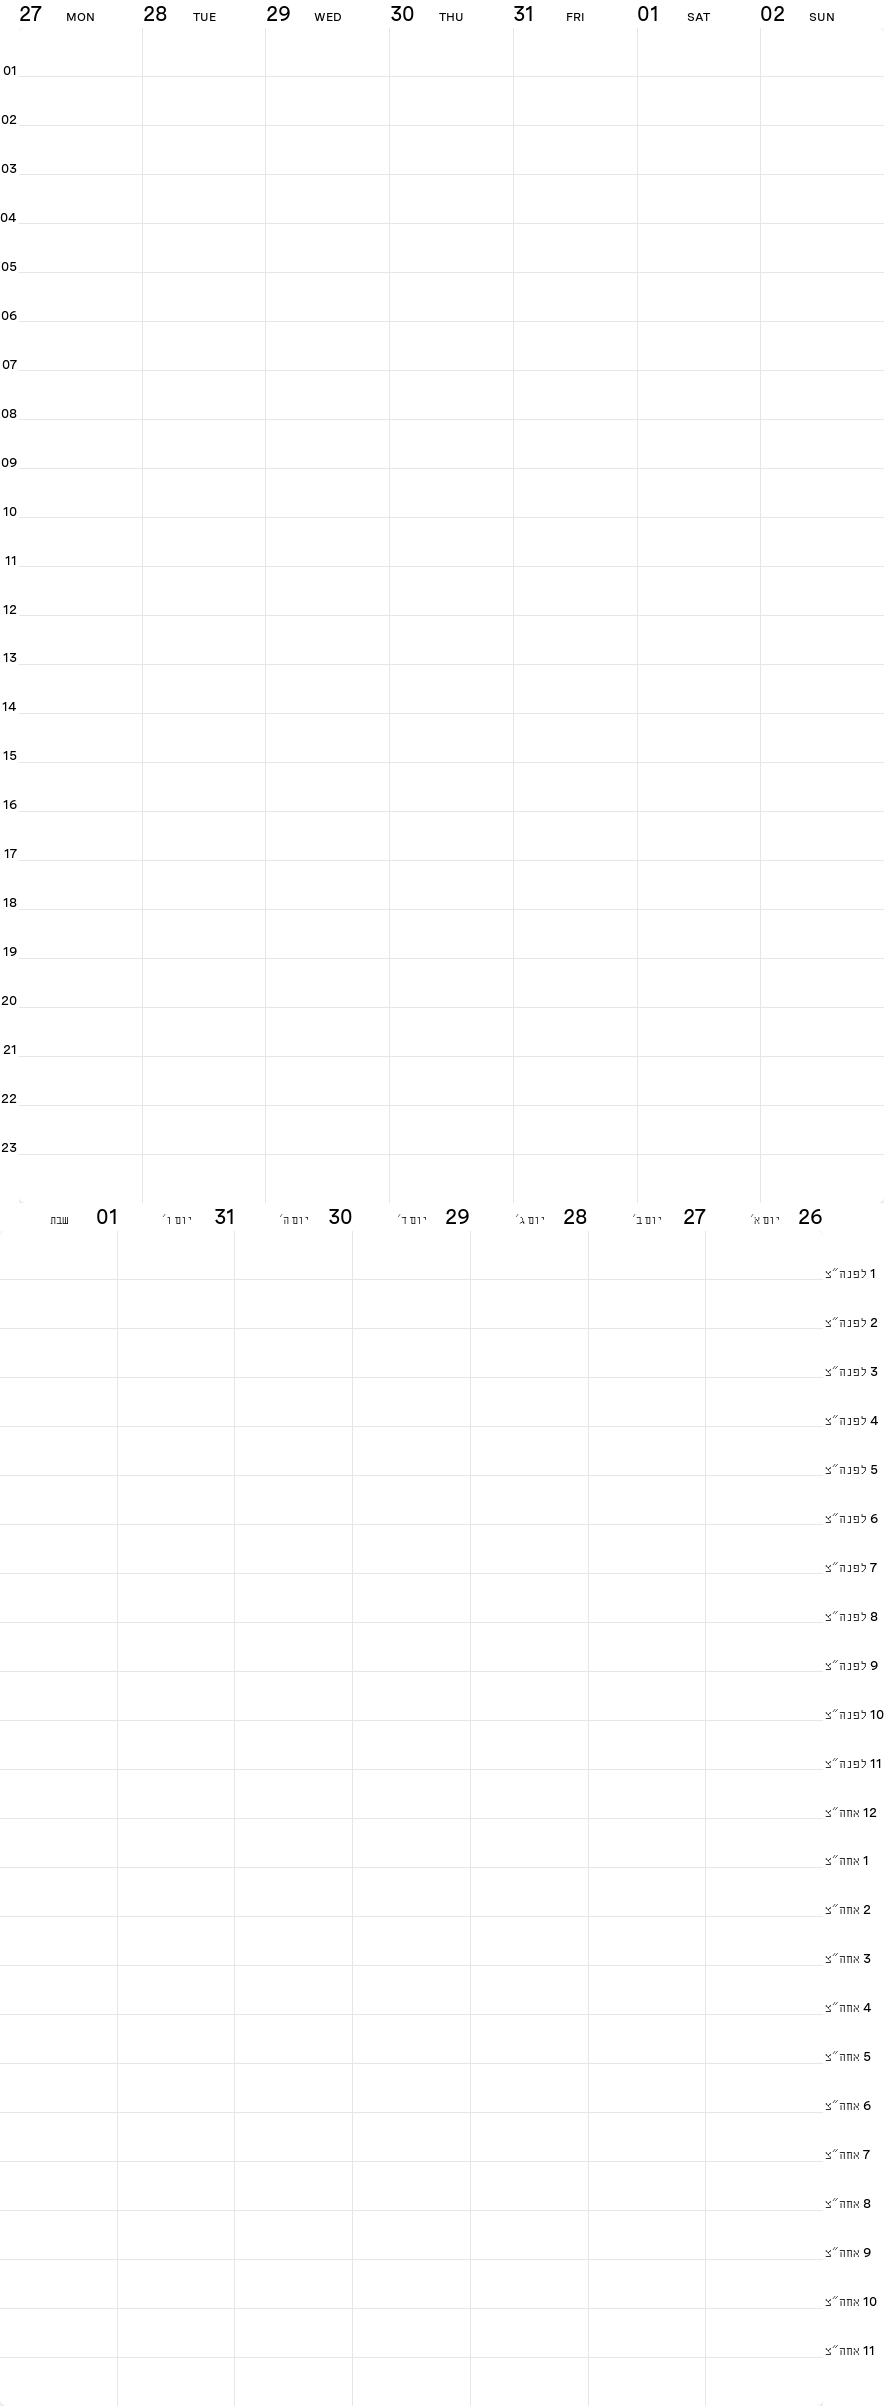 27 MON 28 TUE 29 WED 30 THU 31 FRI 01 SAT 02 SUN
01
02
03
04
05
06
07
08
09
10
11
12
13
14
15
16
17
18
19
20
21
22
23
26 יום א׳ 27 יום ב׳ 28 יום ג׳ 29 יום ד׳ 30 יום ה׳ 31 יום ו׳ 01 שבת
1 לפנה״צ
2 לפנה״צ
3 לפנה״צ
4 לפנה״צ
5 לפנה״צ
6 לפנה״צ
7 לפנה״צ
8 לפנה״צ
9 לפנה״צ
10 לפנה״צ
11 לפנה״צ
12 אחה״צ
1 אחה״צ
2 אחה״צ
3 אחה״צ
4 אחה״צ
5 אחה״צ
6 אחה״צ
7 אחה״צ
8 אחה״צ
9 אחה״צ
10 אחה״צ
11 אחה״צ